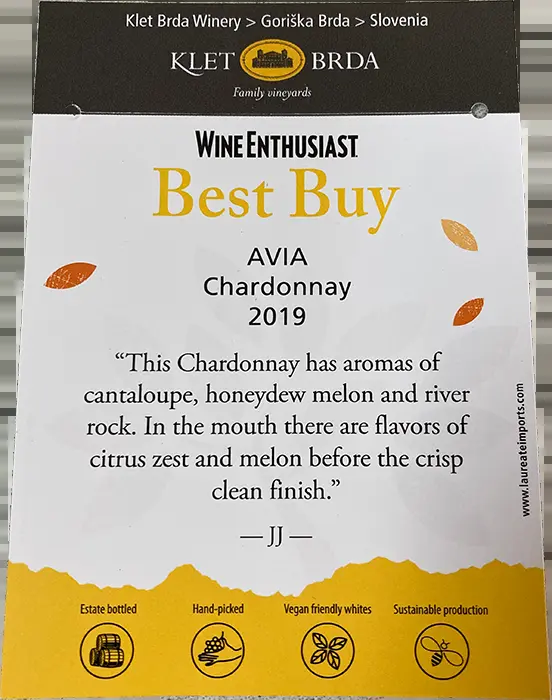 Klet Brda Winery > Goriška Brda > Slovenia
KLET BRDA
Family vineyards
WINE ENTHUSIAST
Best Buy
AVIA
Chardonnay
2019
“This Chardonnay has aromas of
cantaloupe, honeydew melon and river
rock. In the mouth there are flavors of
citrus zest and melon before the crisp
clean finish.”
— JJ —
www.laureateimports.com
Estate bottled
Hand-picked
Vegan friendly whites
Sustainable production